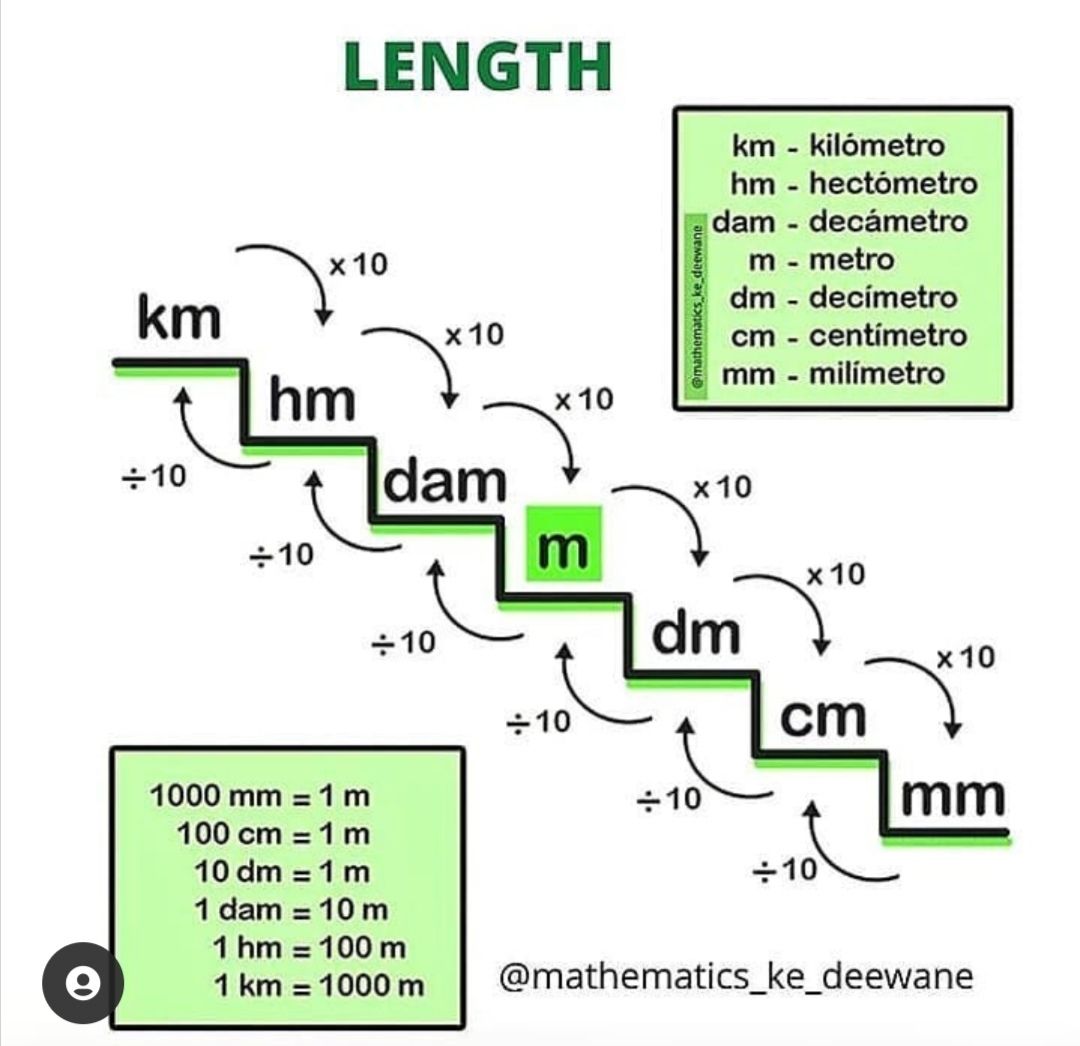 LENGTH
km - kilómetro
hm - hectómetro
dam - decámetro
m - metro
dm - decímetro
cm - centímetro
mm - milímetro
@mathematics_ke_deewane
x10
km
x10
hm
x10
÷10
dam
x10
÷10
m
x10
÷10
dm
x10
÷10
cm
÷10
mm
÷10
1000 mm = 1 m
100 cm = 1 m
10 dm = 1 m
1 dam = 10 m
1 hm = 100 m
1 km = 1000 m
@mathematics_ke_deewane